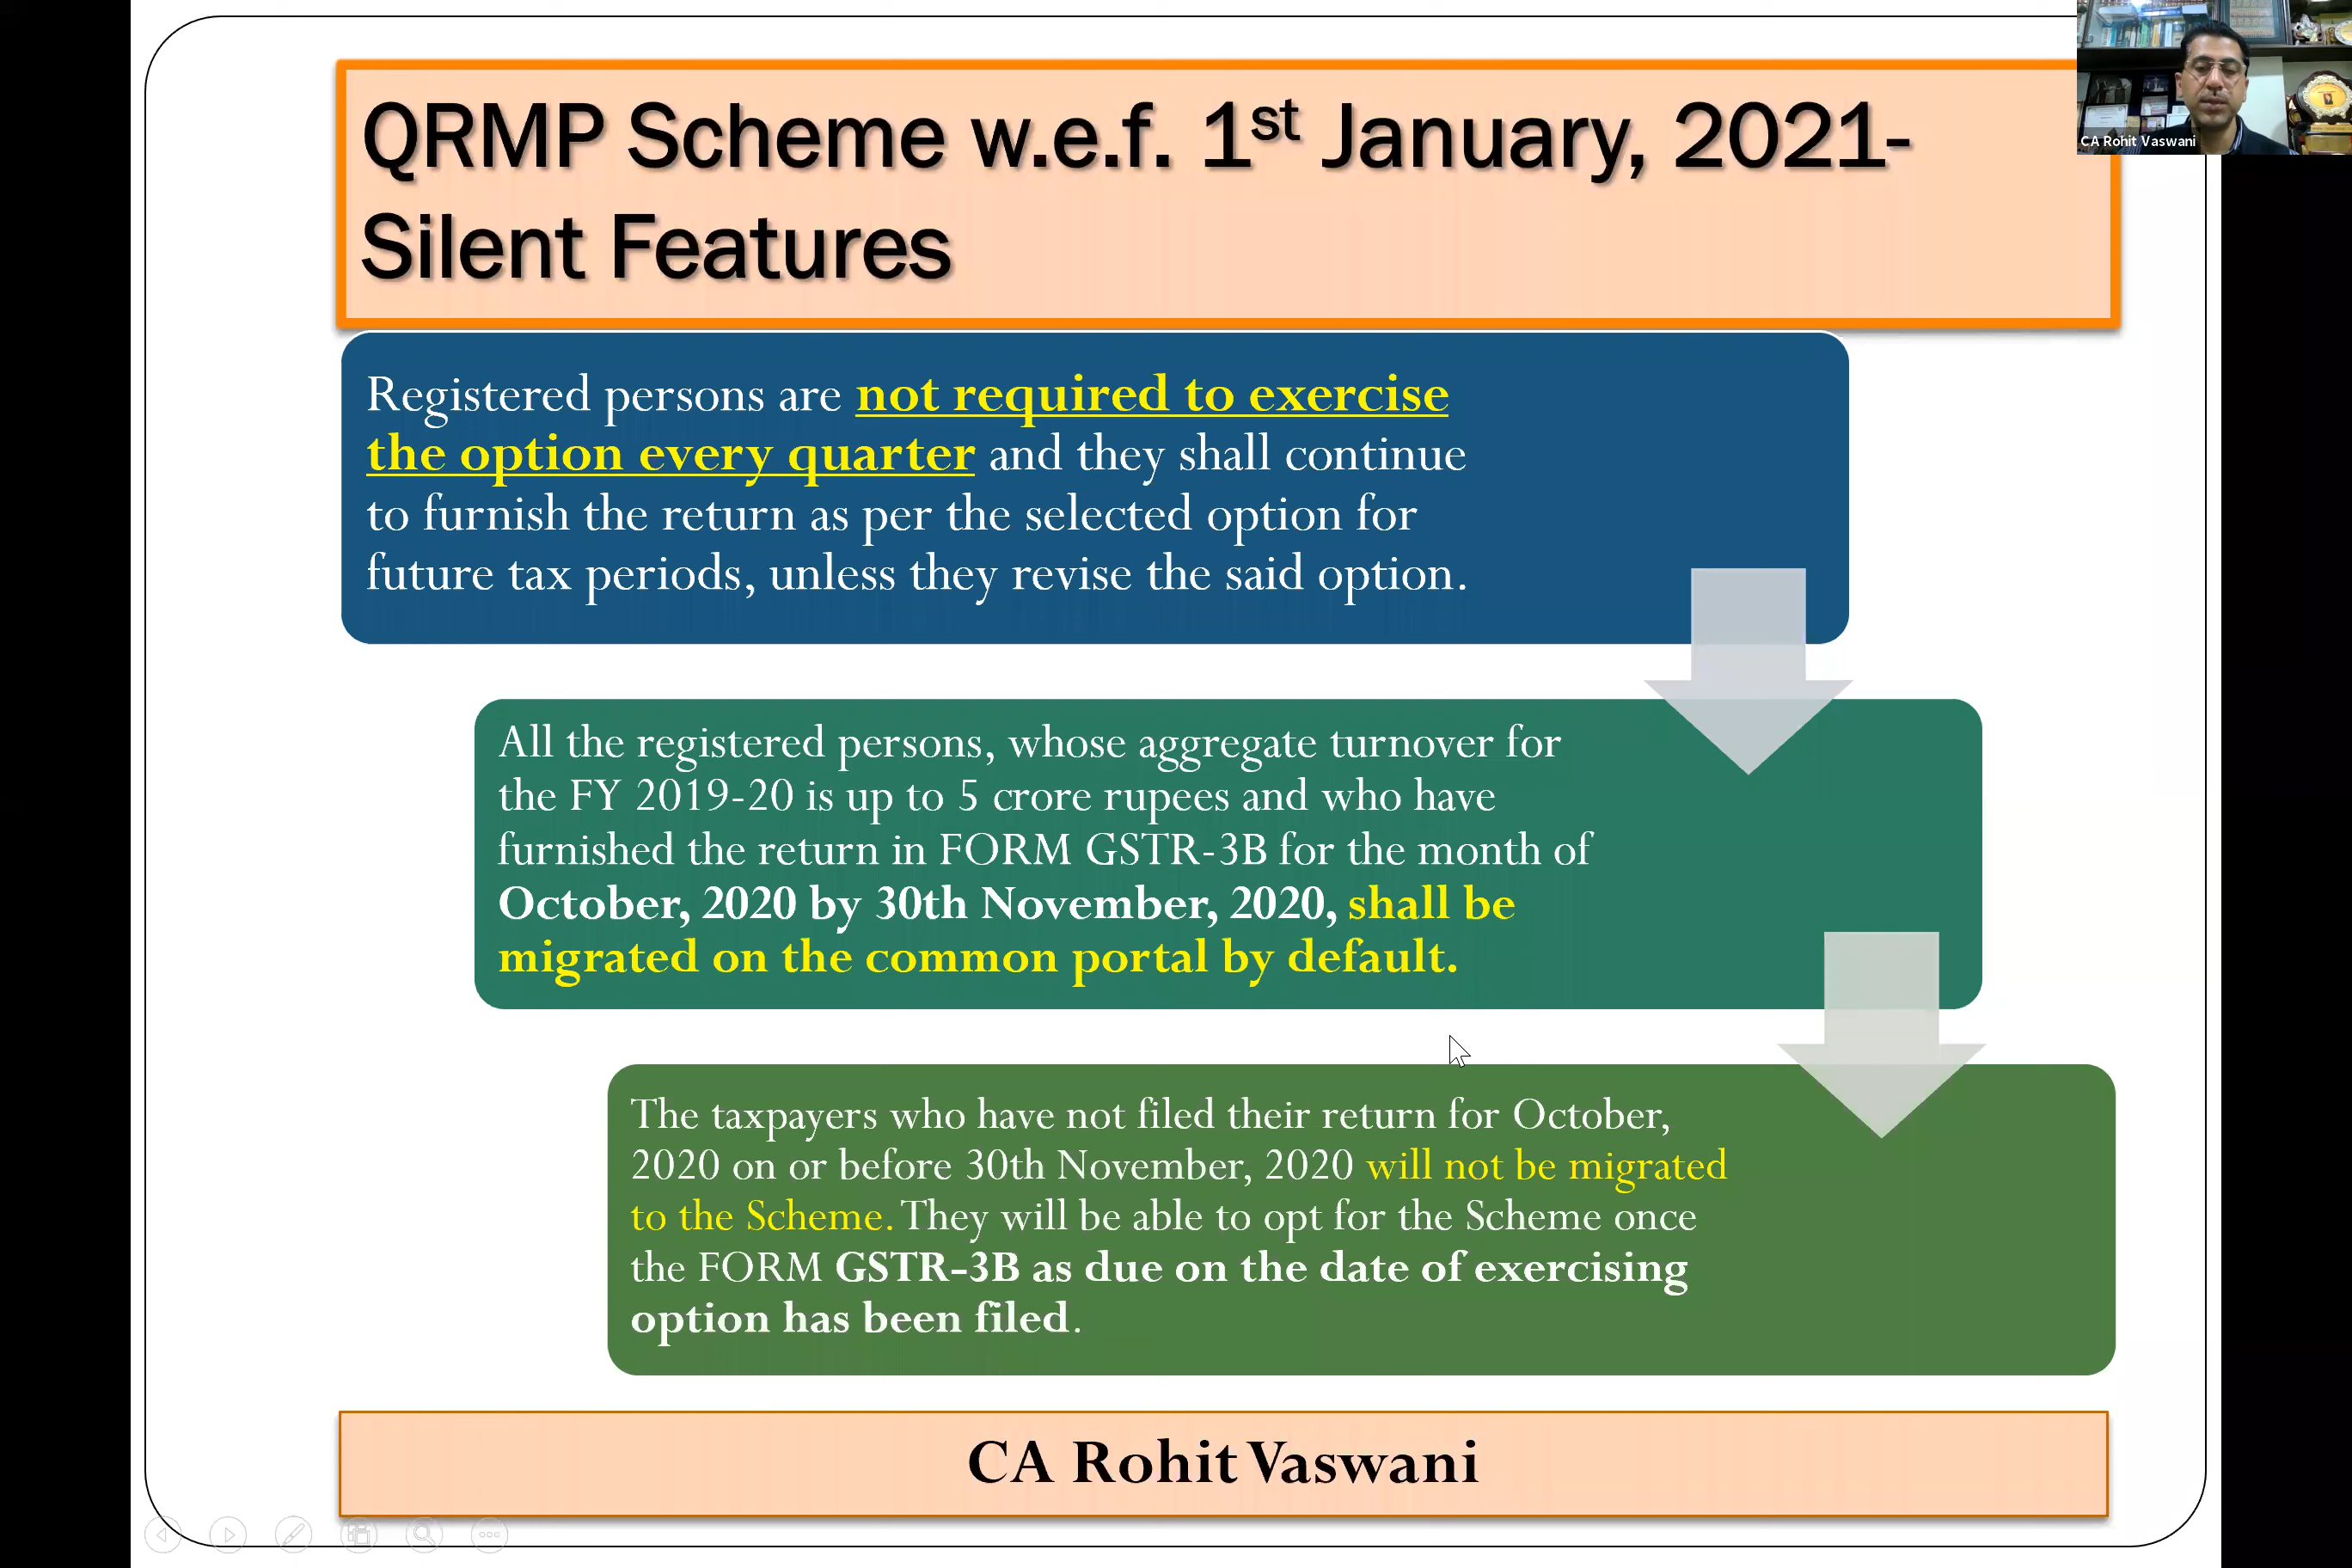 QRMP Scheme w.e.f. 1st January, 2021-
Silent Features
CA Rohit Vaswani
Registered persons are not required to exercise
the option every quarter and they shall continue
to furnish the return as per the selected option for
future tax periods, unless they revise the said option.
All the registered persons, whose aggregate turnover for
the FY 2019-20 is up to 5 crore rupees and who have
furnished the return in FORM GSTR-3B for the month of
October, 2020 by 30th November, 2020, shall be
migrated on the common portal by default.
The taxpayers who have not filed their return for October,
2020 on or before 30th November, 2020 will not be migrated
to the Scheme. They will be able to opt for the Scheme once
the FORM GSTR-3B as due on the date of exercising
option has been filed.
CA Rohit Vaswani